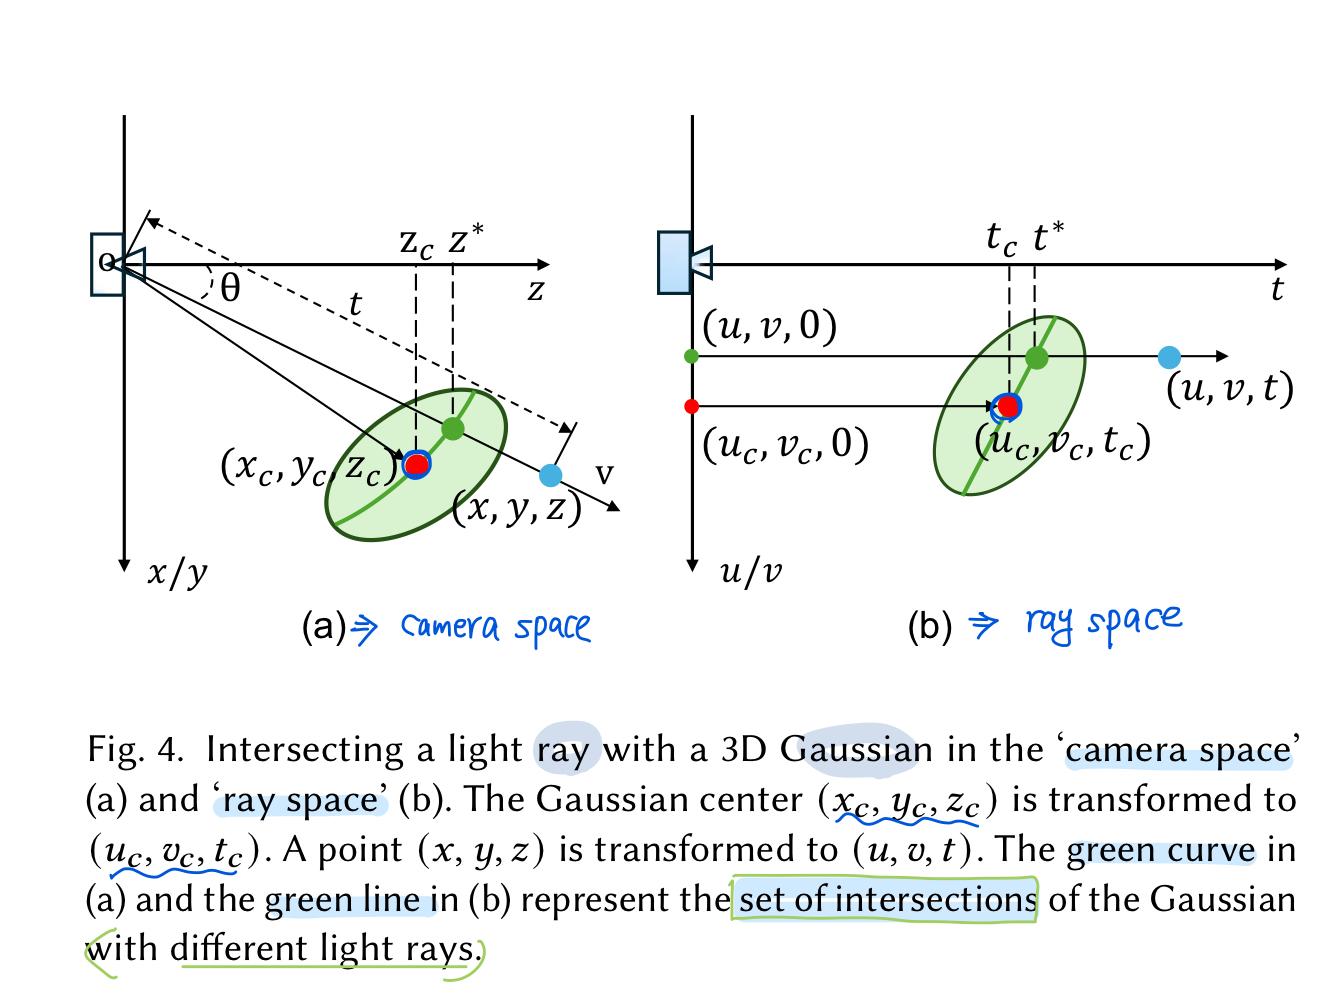 z_c z*
t_c t*
o
θ
z
t
t
(u, v, 0)
(u, v, t)
(x_c, y_c, z_c)
v
(u_c, v_c, 0)
(u_c, v_c, t_c)
(x, y, z)
x/y
u/v
(a) ⇒ camera space
(b) ⇒ ray space
Fig. 4. Intersecting a light ray with a 3D Gaussian in the ‘camera space’
(a) and ‘ray space’ (b). The Gaussian center (x_c, y_c, z_c) is transformed to
(u_c, v_c, t_c). A point (x, y, z) is transformed to (u, v, t). The green curve in
(a) and the green line in (b) represent the set of intersections of the Gaussian
with different light rays.